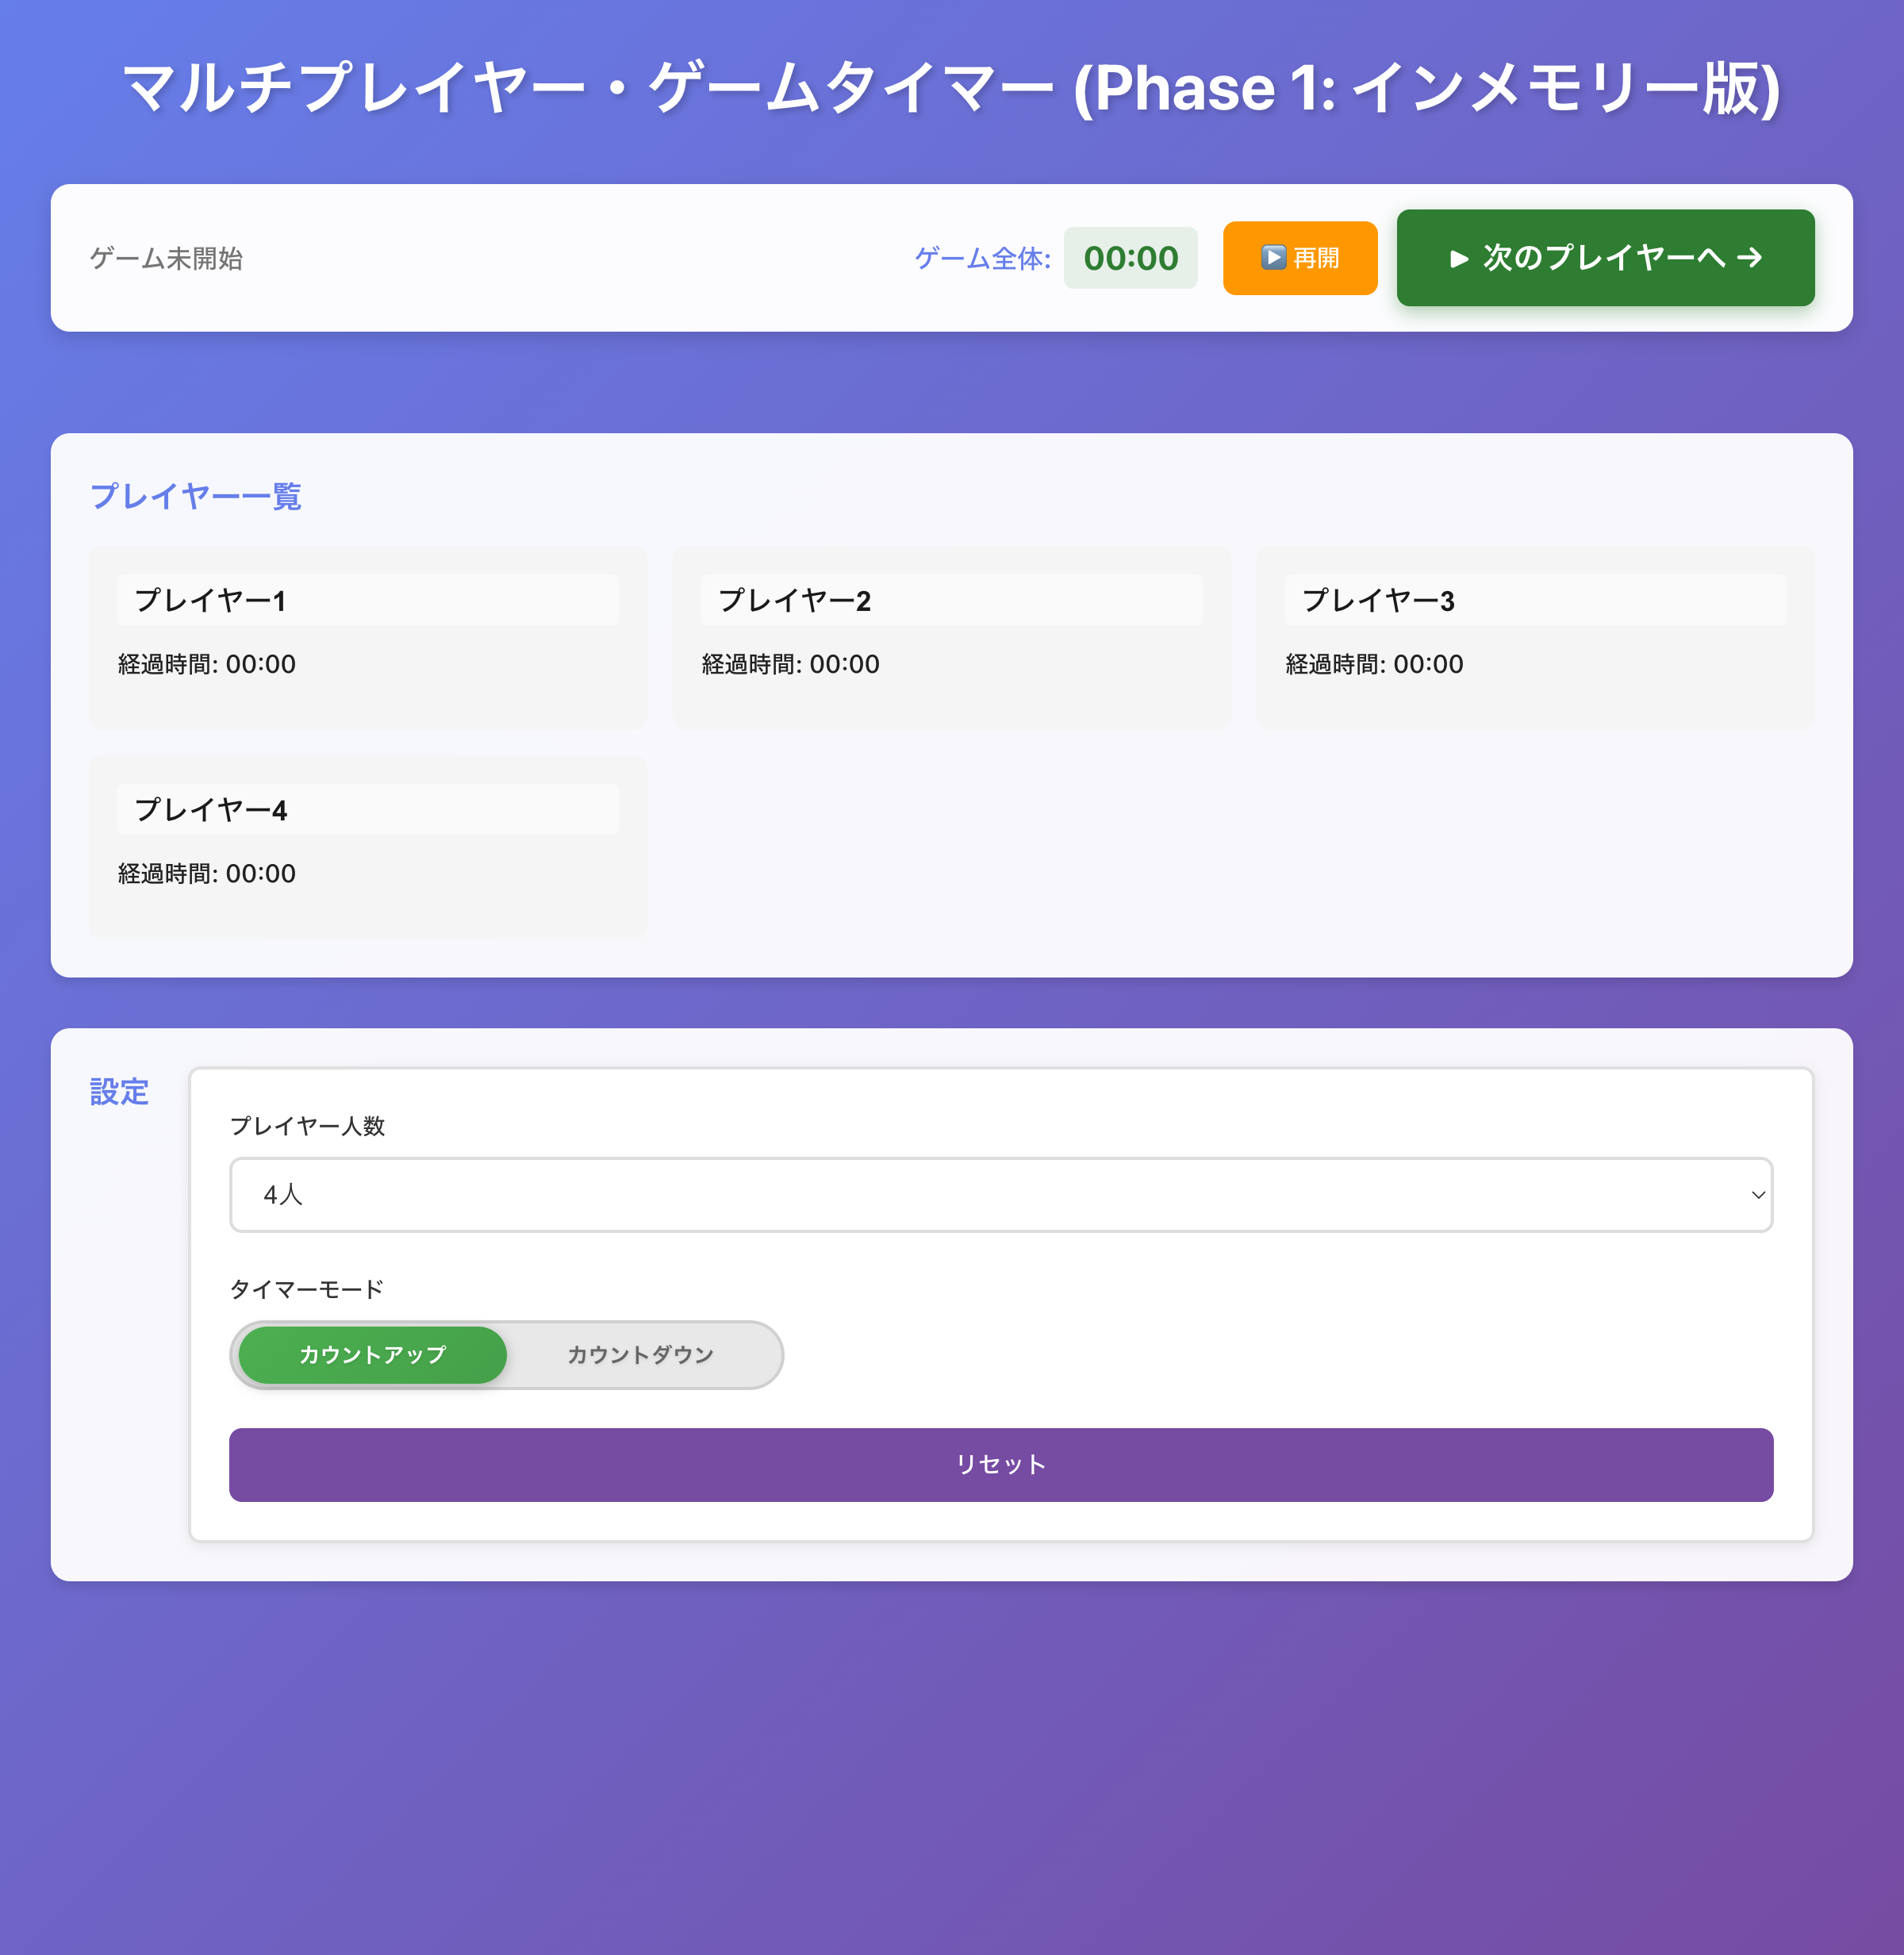 マルチプレイヤー・ゲームタイマー (Phase 1: インメモリー版)
ゲーム未開始
ゲーム全体: 00:00
▶️ 再開
▶ 次のプレイヤーへ →
プレイヤー一覧
プレイヤー1
経過時間: 00:00
プレイヤー2
経過時間: 00:00
プレイヤー3
経過時間: 00:00
プレイヤー4
経過時間: 00:00
設定
プレイヤー人数
4人
タイマーモード
カウントアップ
カウントダウン
リセット